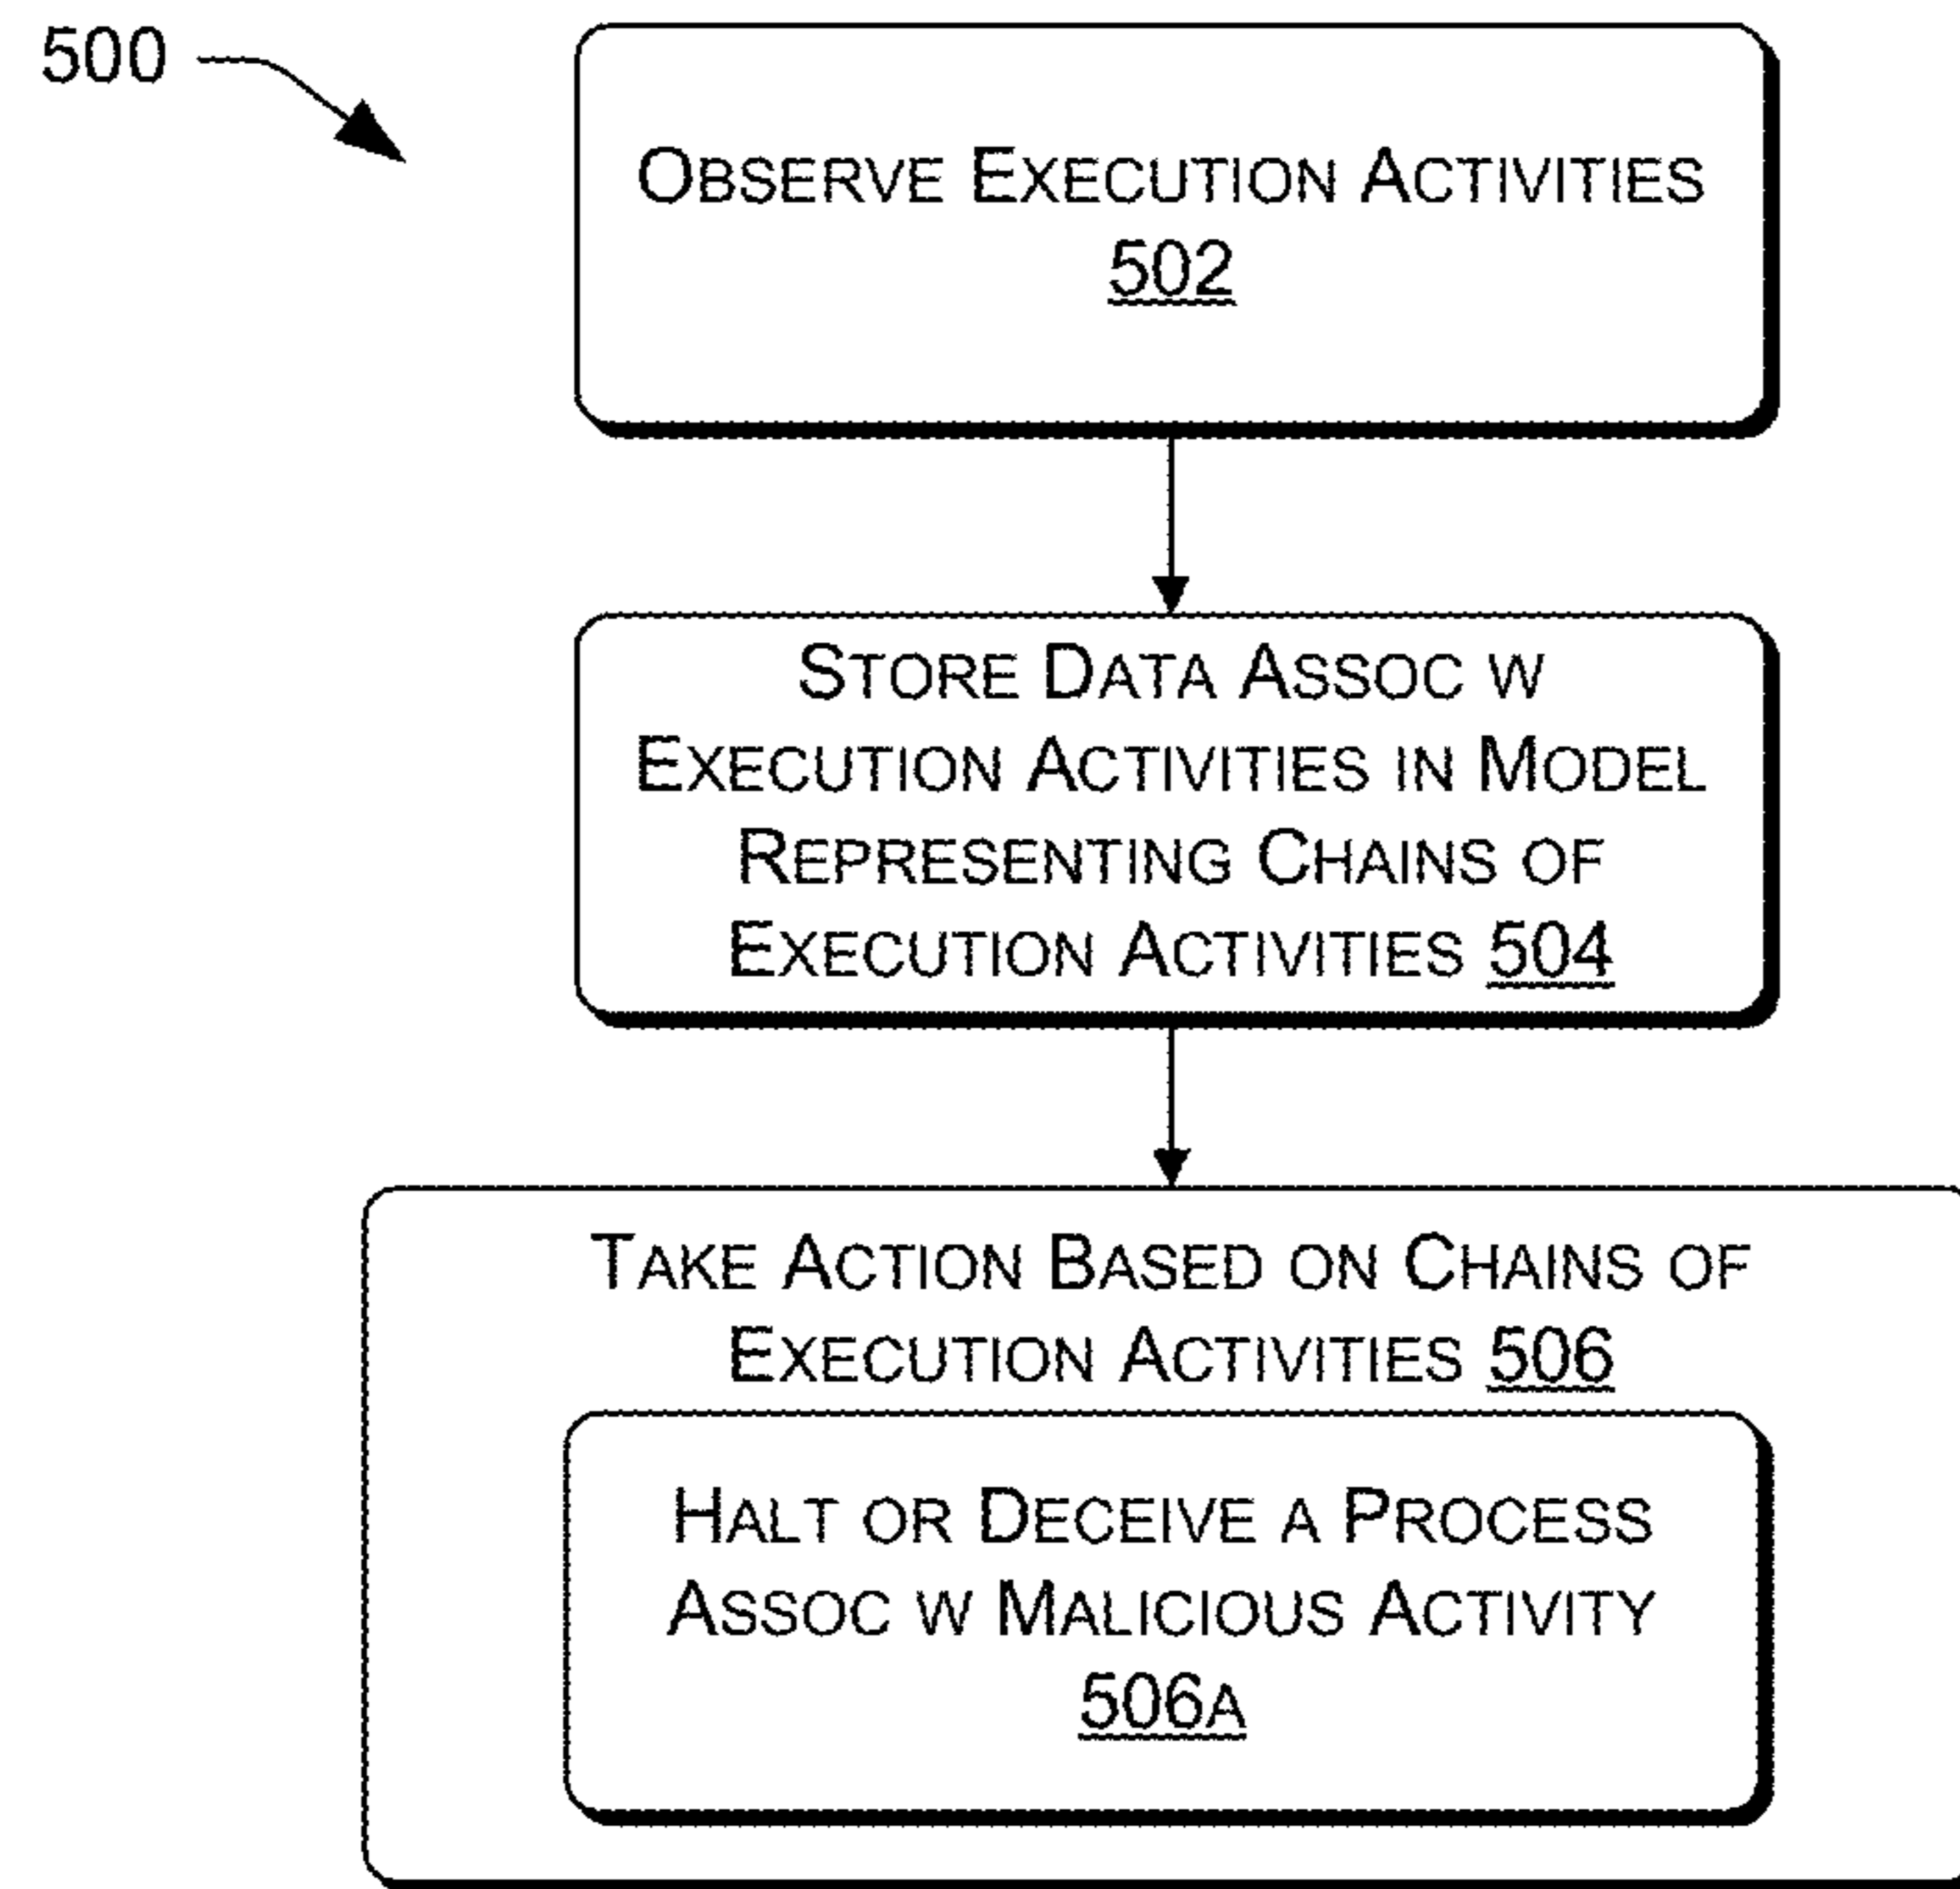 500
OBSERVE EXECUTION ACTIVITIES
502
STORE DATA ASSOC W
EXECUTION ACTIVITIES IN MODEL
REPRESENTING CHAINS OF
EXECUTION ACTIVITIES 504
TAKE ACTION BASED ON CHAINS OF
EXECUTION ACTIVITIES 506
HALT OR DECEIVE A PROCESS
ASSOC W MALICIOUS ACTIVITY
506A